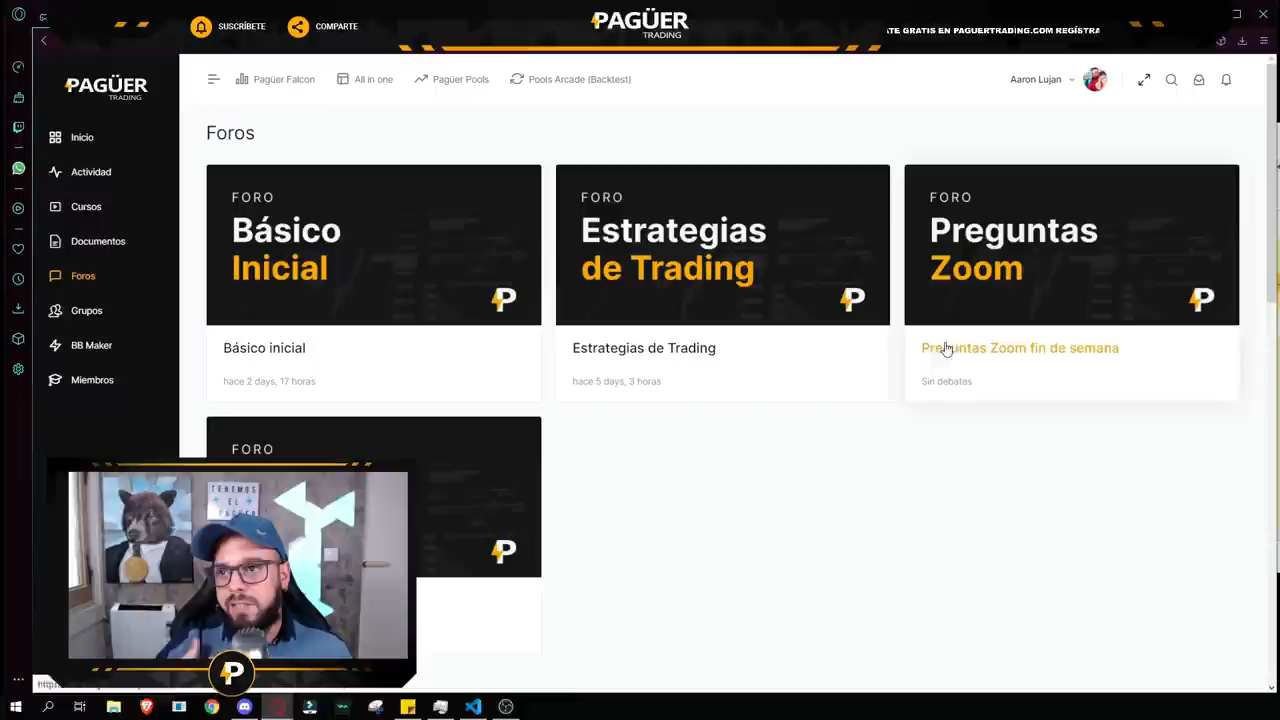 SUSCRÍBETE
COMPARTE
PAGÜER
TRADING
ATE GRATIS EN PAGUERTRADING.COM REGÍSTRA
PAGÜER
TRADING
Pagüer Falcon
All in one
Pagüer Pools
Pools Arcade (Backtest)
Aaron Lujan
Inicio
Actividad
Cursos
Documentos
Foros
Grupos
BB Maker
Miembros
Foros
FORO
Básico
Inicial
P
Básico inicial
hace 2 days, 17 horas
FORO
Estrategias
de Trading
P
Estrategias de Trading
hace 5 days, 3 horas
FORO
Preguntas
Zoom
P
Preguntas Zoom fin de semana
Sin debates
FORO
P
TENEMOS
EL
PAGÜER
P